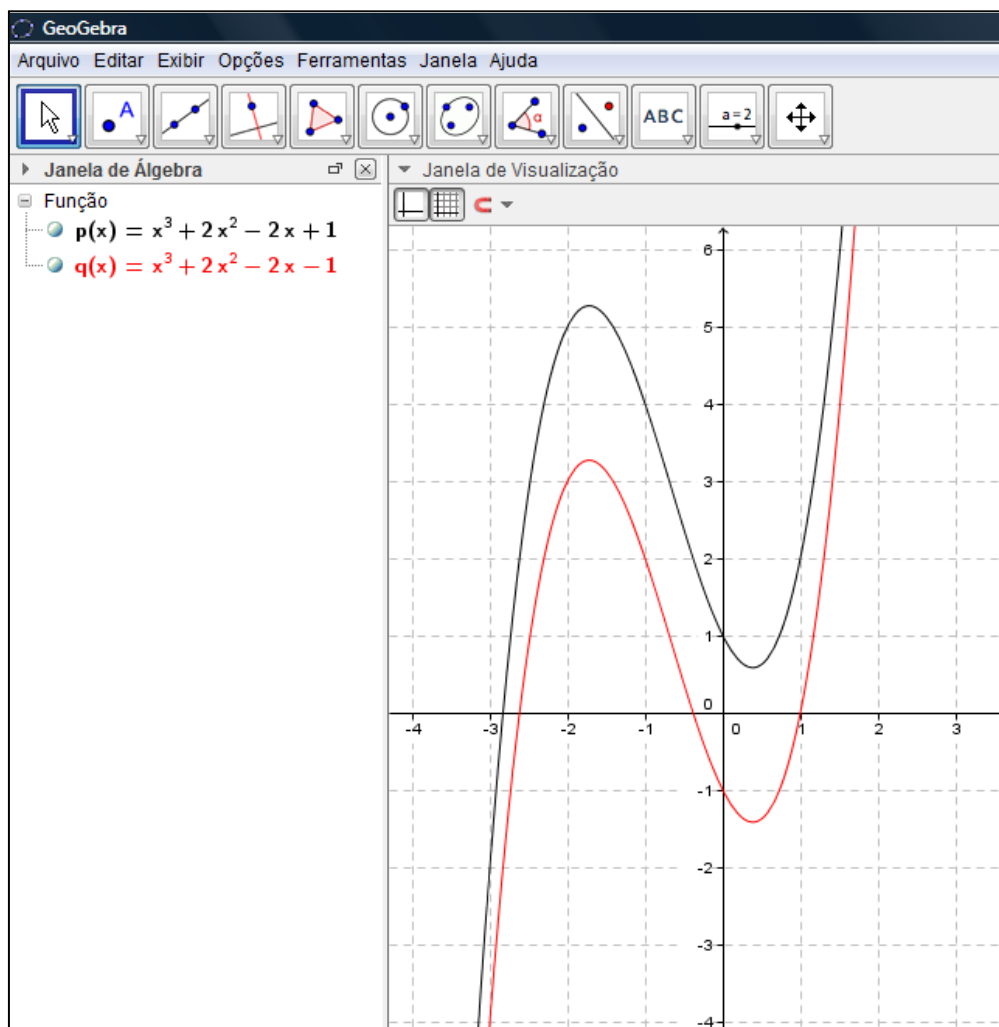 GeoGebra
Arquivo Editar Exibir Opções Ferramentas Janela Ajuda
A
α
ABC
a=2
Janela de Álgebra
Janela de Visualização
Função
p(x) = x³ + 2 x² − 2 x + 1
q(x) = x³ + 2 x² − 2 x − 1
6
5
4
3
2
1
0
-4 -3 -2 -1 0 1 2 3
-1
-2
-3
-4